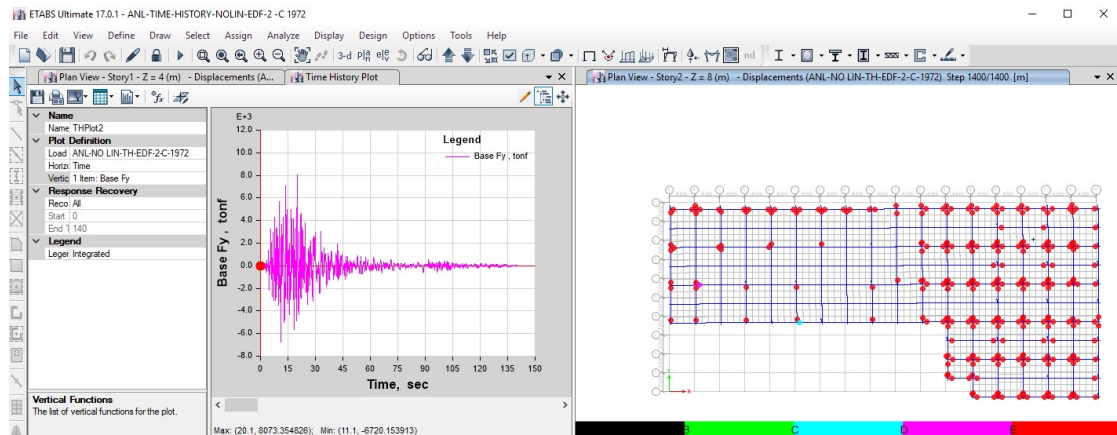 ETABS Ultimate 17.0.1 - ANL-TIME-HISTORY-NOLIN-EDF-2 -C 1972
File Edit View Define Draw Select Assign Analyze Display Design Options Tools Help
3-d nd
Plan View - Story1 - Z = 4 (m) - Displacements (A...
Time History Plot
Name
Name THPlot2
Plot Definition
Load ANL-NO LIN-TH-EDF-2-C-1972
Horizc Time
Vertic 1 Item: Base Fy
Response Recovery
Reco All
Start 0
End T 140
Legend
Leger Integrated
Vertical Functions
The list of vertical functions for the plot.
E+3
Legend
Base Fy , tonf
12.0
10.0
8.0
6.0
4.0
2.0
0.0
-2.0
-4.0
-6.0
-8.0
Base Fy , tonf
0 15 30 45 60 75 90 105 120 135 150
Time, sec
Max: (20.1, 8073.354826); Min: (11.1, -6720.153913)
Plan View - Story2 - Z = 8 (m) - Displacements (ANL-NO LIN-TH-EDF-2-C-1972) Step 1400/1400 [m]
X
B C D E